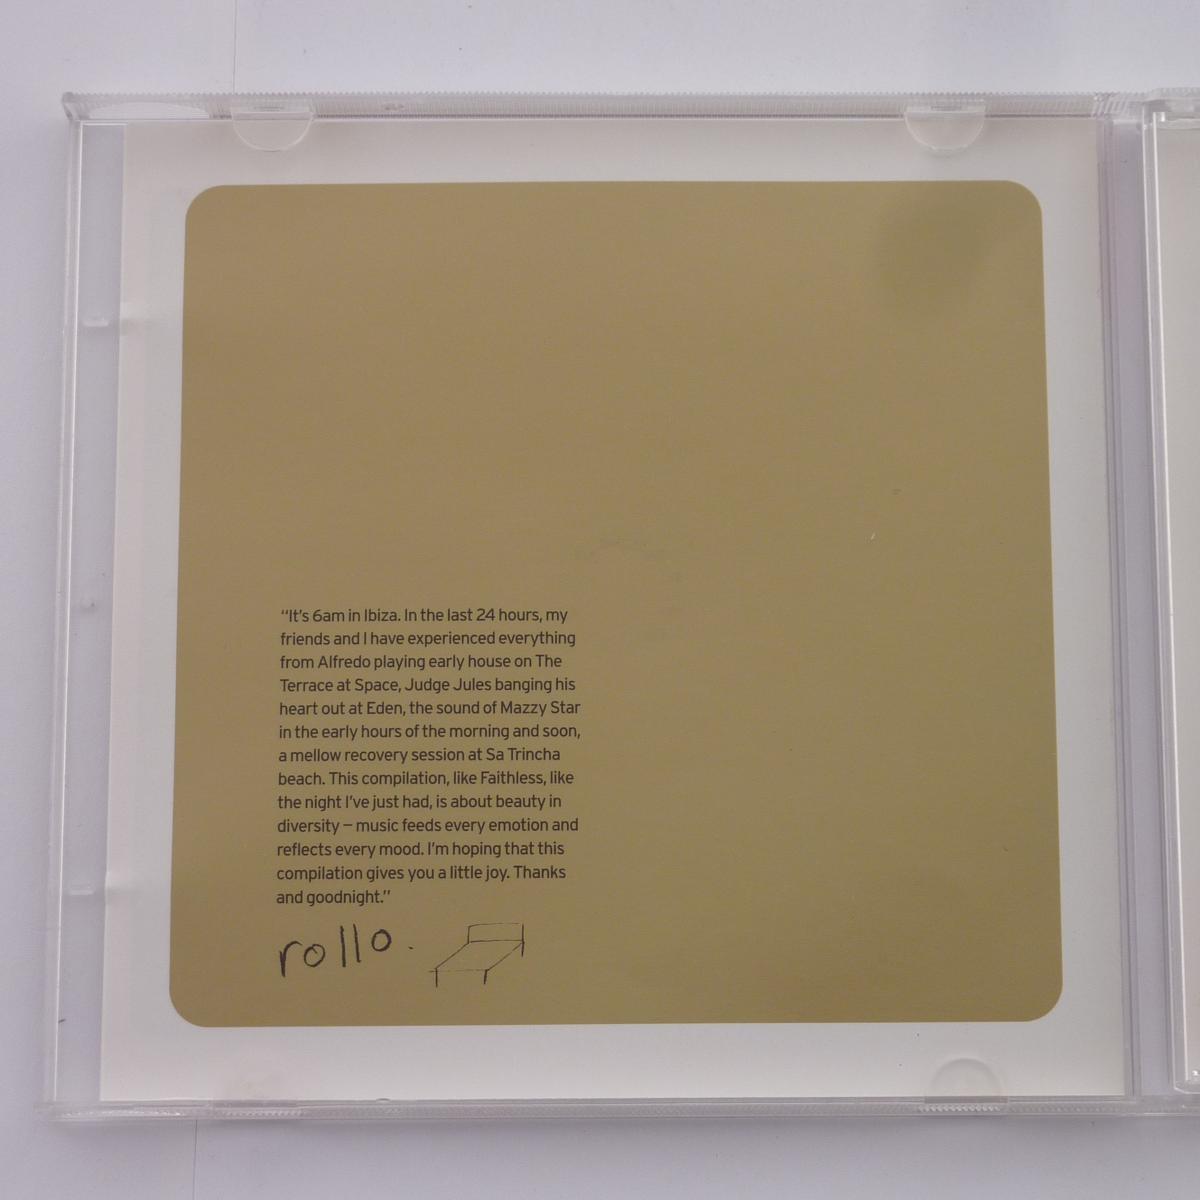 “It’s 6am in Ibiza. In the last 24 hours, my
friends and I have experienced everything
from Alfredo playing early house on The
Terrace at Space, Judge Jules banging his
heart out at Eden, the sound of Mazzy Star
in the early hours of the morning and soon,
a mellow recovery session at Sa Trincha
beach. This compilation, like Faithless, like
the night I’ve just had, is about beauty in
diversity – music feeds every emotion and
reflects every mood. I’m hoping that this
compilation gives you a little joy. Thanks
and goodnight.”
rollo.